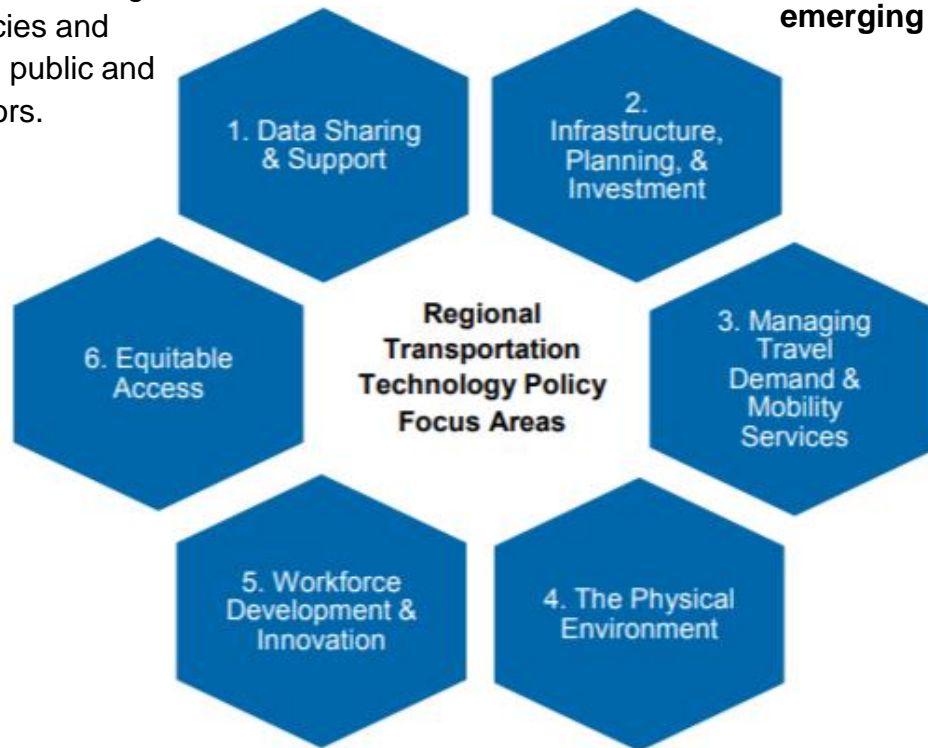 cies and
public and
ors.
emerging
1. Data Sharing
& Support
2.
Infrastructure,
Planning, &
Investment
Regional
Transportation
Technology Policy
Focus Areas
3. Managing
Travel
Demand &
Mobility
Services
6. Equitable
Access
5. Workforce
Development &
Innovation
4. The Physical
Environment